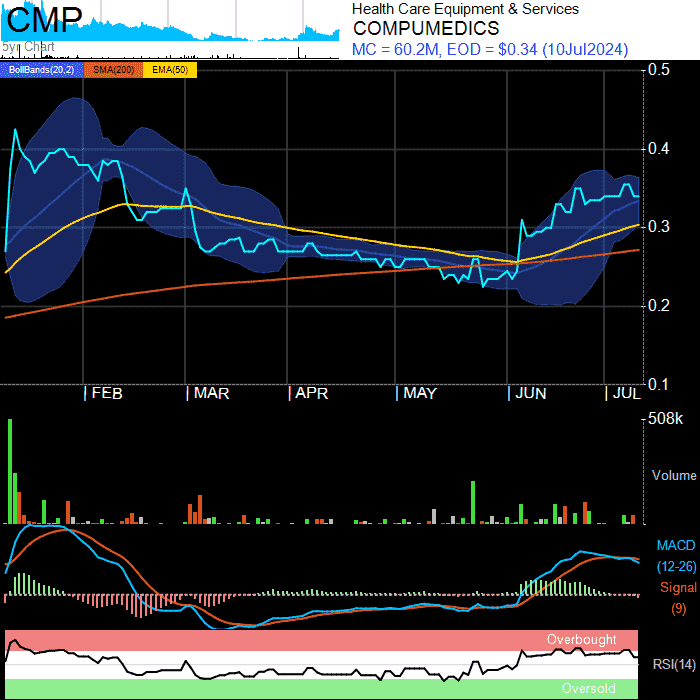 CMP
5yr Chart
Health Care Equipment & Services
COMPUMEDICS
MC = 60.2M, EOD = $0.34 (10Jul2024)
BollBands(20,2) SMA(200) EMA(50)
0.5
0.4
0.3
0.2
0.1
FEB MAR APR MAY JUN JUL
508k
Volume
MACD
(12-26)
Signal
(9)
Overbought
RSI(14)
Oversold